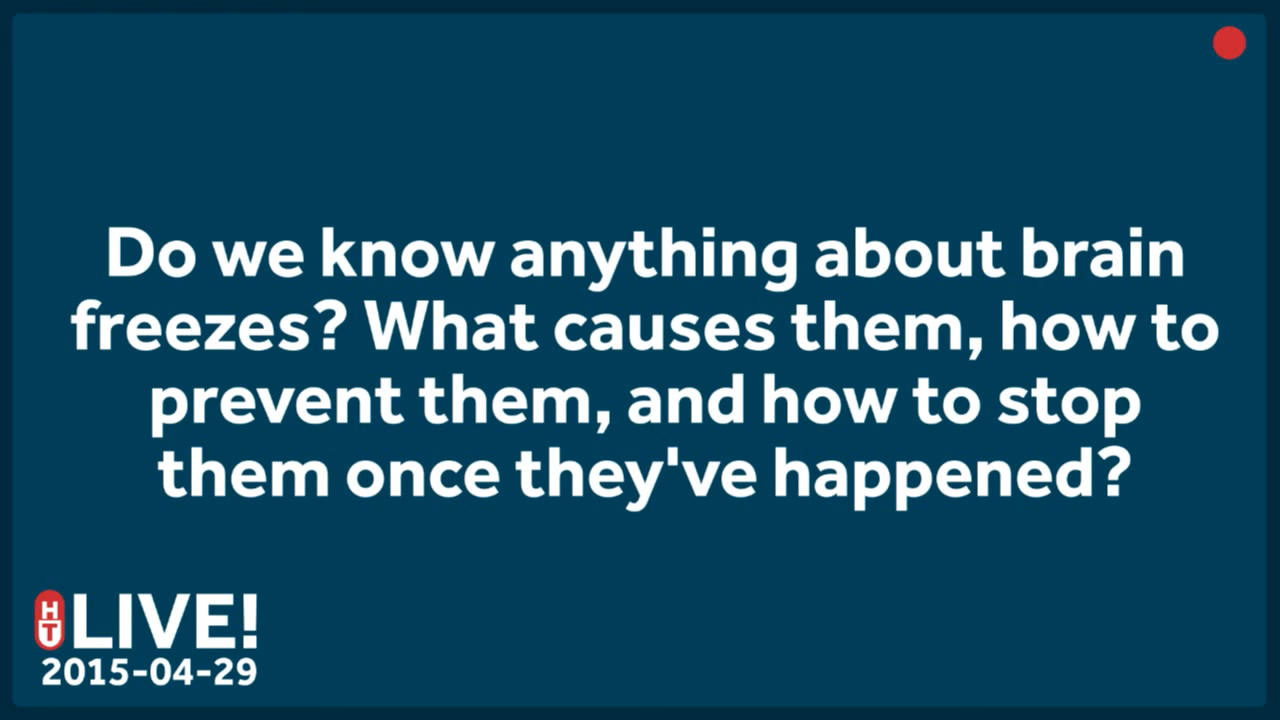 Do we know anything about brain
freezes? What causes them, how to
prevent them, and how to stop
them once they've happened?
HT LIVE!
2015-04-29